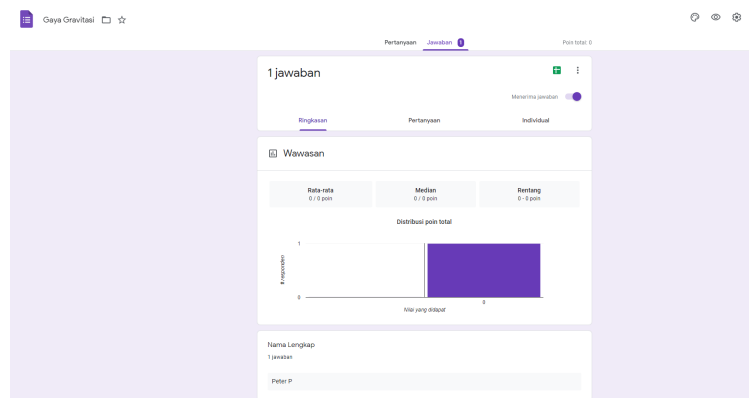 Gaya Gravitasi
Pertanyaan Jawaban 1 Poin total: 0
1 jawaban
Menerima jawaban
Ringkasan Pertanyaan Individual
Wawasan
Rata-rata Median Rentang
0 / 0 poin 0 / 0 poin 0 - 0 poin
Distribusi poin total
1
# responden
0
0
Nilai yang didapat
Nama Lengkap
1 jawaban
Peter P